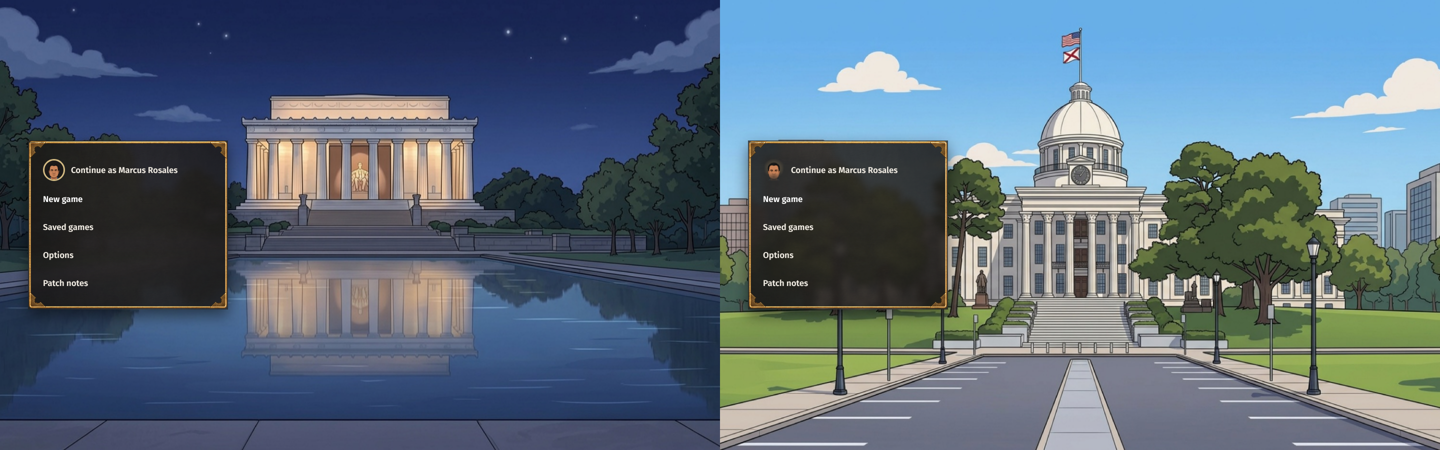 Continue as Marcus Rosales
New game
Saved games
Options
Patch notes
Continue as Marcus Rosales
New game
Saved games
Options
Patch notes